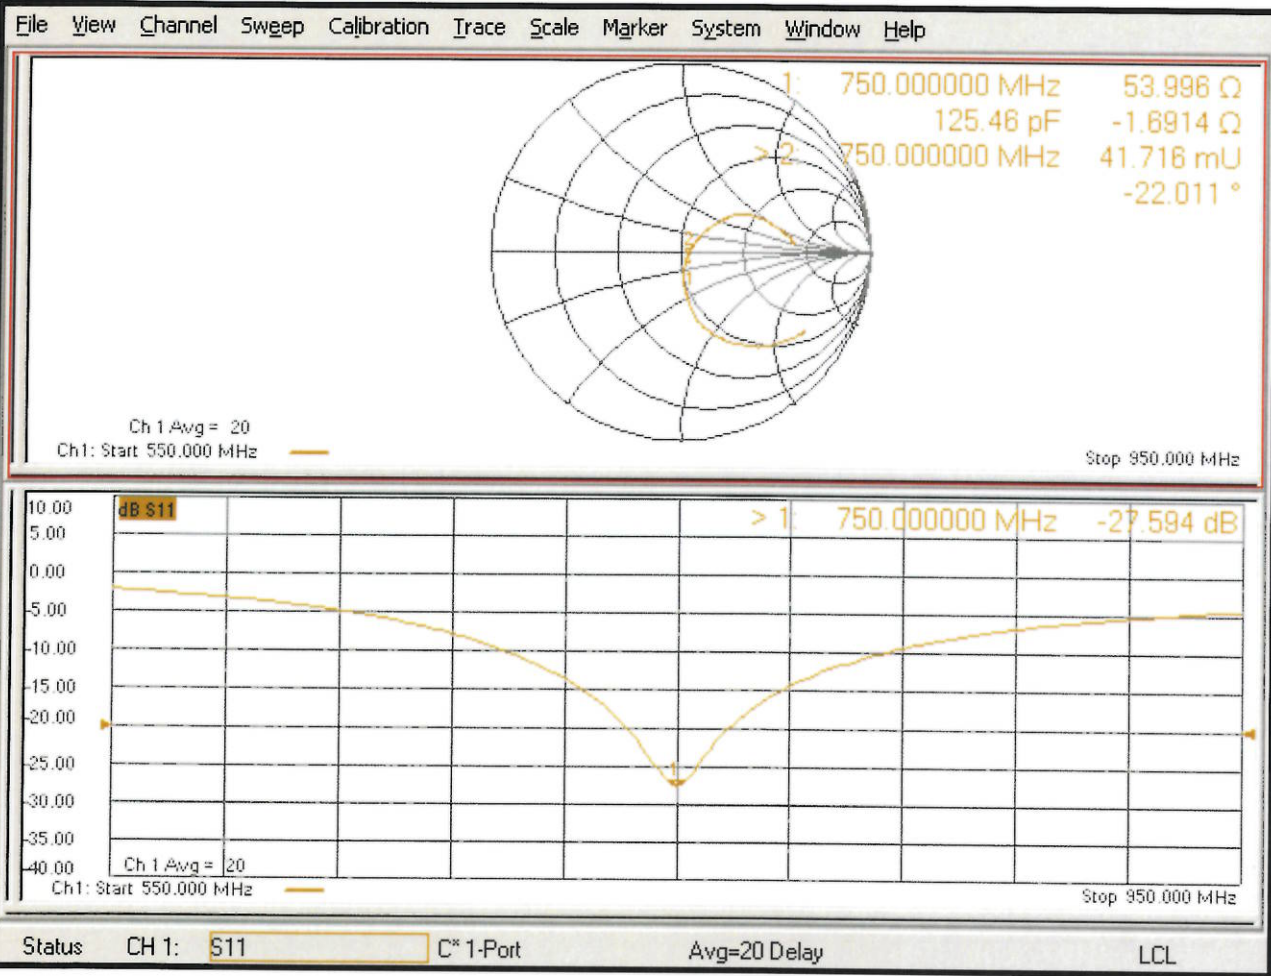 File View Channel Sweep Calibration Trace Scale Marker System Window Help
1: 750.000000 MHz 53.996 Ω
125.46 pF -1.6914 Ω
> 2: 750.000000 MHz 41.716 mU
-22.011 °
Ch 1 Avg = 20
Ch1: Start 550.000 MHz
Stop 950.000 MHz
10.00
dB S11
> 1: 750.000000 MHz -27.594 dB
5.00
0.00
-5.00
-10.00
-15.00
-20.00
-25.00
1
-30.00
-35.00
-40.00
Ch 1 Avg = 20
Ch1: Start 550.000 MHz
Stop 950.000 MHz
Status CH 1: S11 C* 1-Port Avg=20 Delay LCL